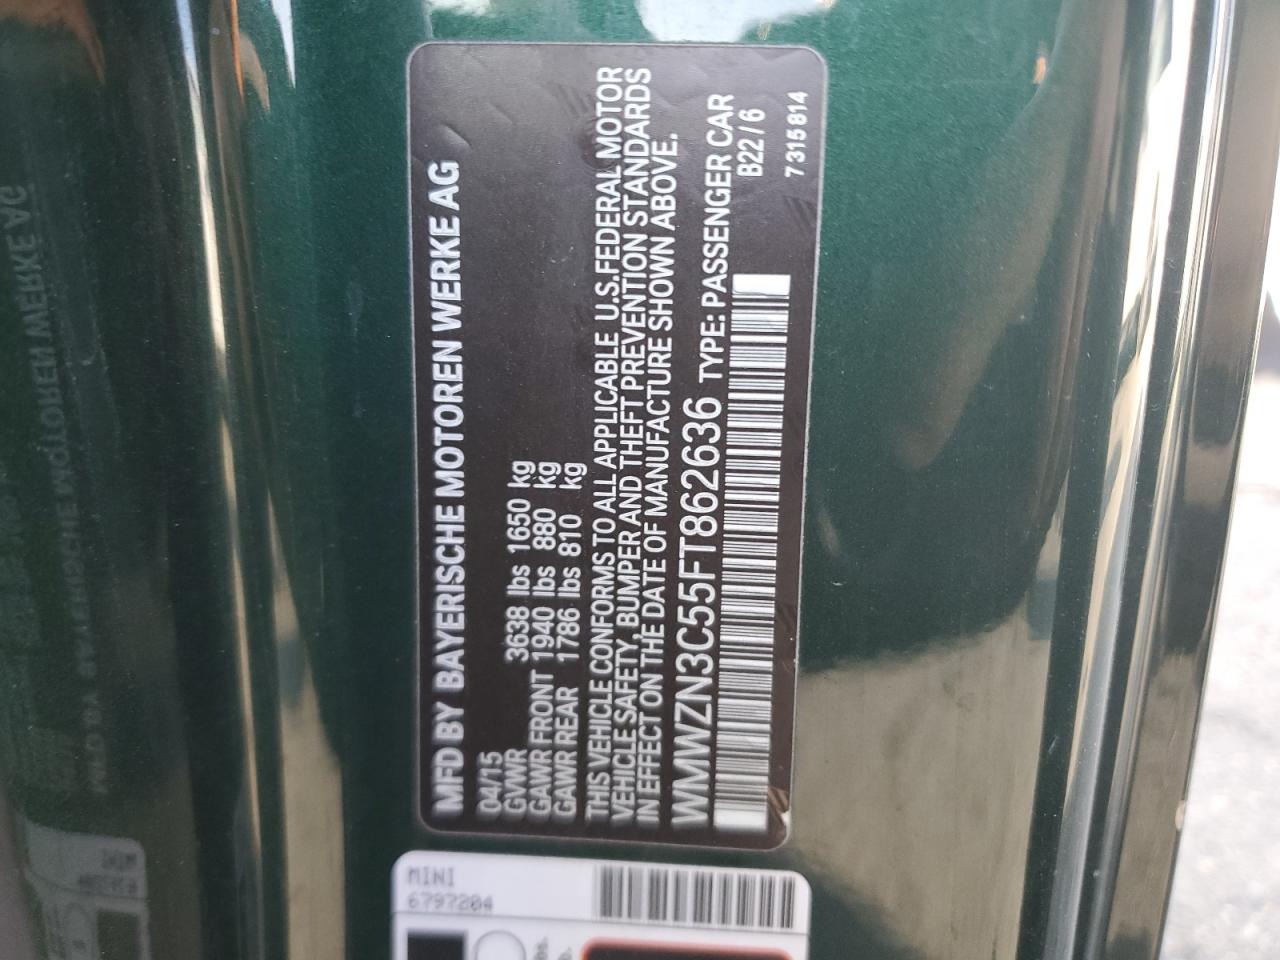 MFD BY BAYERISCHE MOTOREN WERKE AG
04/15
GVWR 3638 lbs 1650 kg
GAWR FRONT 1940 lbs 880 kg
GAWR REAR 1786 lbs 810 kg
THIS VEHICLE CONFORMS TO ALL APPLICABLE U.S.FEDERAL MOTOR
VEHICLE SAFETY, BUMPER AND THEFT PREVENTION STANDARDS
IN EFFECT ON THE DATE OF MANUFACTURE SHOWN ABOVE.
WMWZN3C55FT862636 TYPE: PASSENGER CAR
B22/6
7315814
MINI
6797204
lbs.
lb.